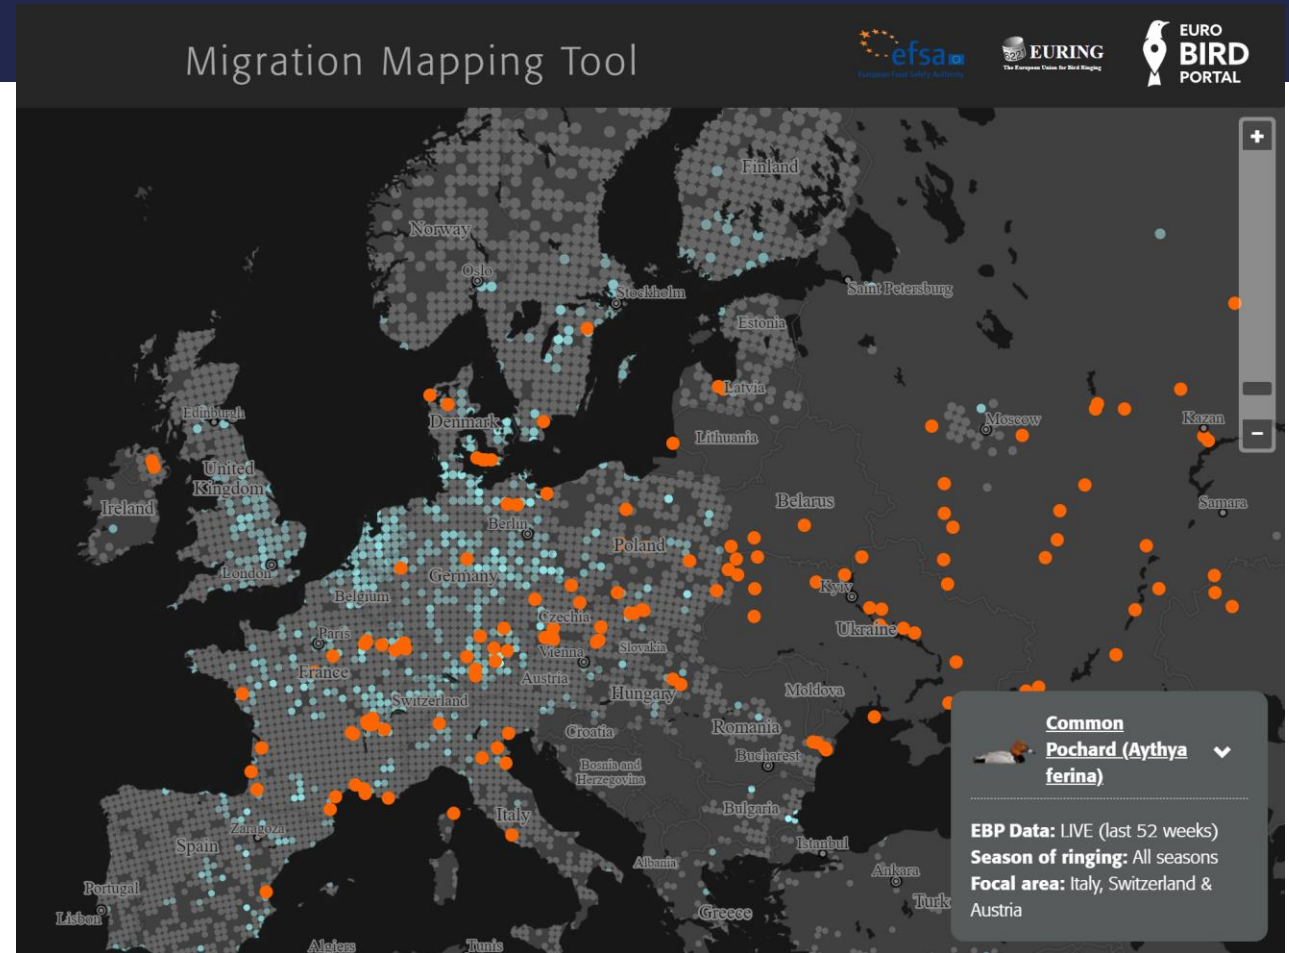 Migration Mapping Tool
efsa
European Food Safety Authority
EURING
The European Union for Bird Ringing
EURO
BIRD
PORTAL
+
Finland
Norway
Oslo
Stockholm
Saint Petersburg
Estonia
Latvia
Edinburgh
Denmark
Moscow
Kazan
−
Lithuania
United
Kingdom
Ireland
Belarus
Samara
Berlin
Poland
London
Germany
Belgium
Kyiv
Czechia
Ukraine
Paris
Vienna
Slovakia
France
Austria
Switzerland
Hungary
Moldova
Croatia
Romania
Bucharest
Bosnia and
Herzegovina
Bulgaria
Italy
Zaragoza
Spain
Istanbul
Albania
Ankara
Portugal
Turk
Lisbon
Greece
Algiers
Tunis
Common
Pochard (Aythya
ferina)
EBP Data: LIVE (last 52 weeks)
Season of ringing: All seasons
Focal area: Italy, Switzerland &
Austria